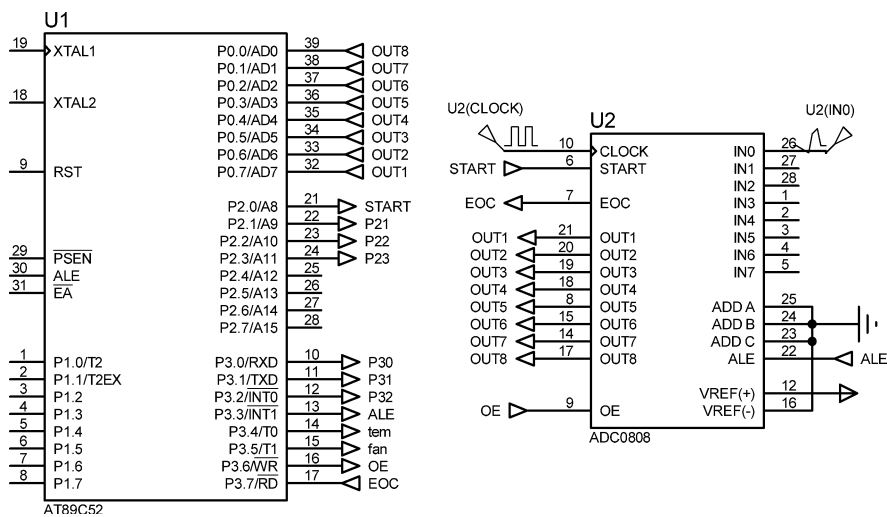 U1
19 XTAL1 P0.0/AD0 39 OUT8
P0.1/AD1 38 OUT7
P0.2/AD2 37 OUT6
18 XTAL2 P0.3/AD3 36 OUT5
P0.4/AD4 35 OUT4
P0.5/AD5 34 OUT3
P0.6/AD6 33 OUT2
9 RST P0.7/AD7 32 OUT1
P2.0/A8 21 START
P2.1/A9 22 P21
P2.2/A10 23 P22
29 PSEN P2.3/A11 24 P23
30 ALE P2.4/A12 25
31 EA P2.5/A13 26
P2.6/A14 27
P2.7/A15 28
1 P1.0/T2 P3.0/RXD 10 P30
2 P1.1/T2EX P3.1/TXD 11 P31
3 P1.2 P3.2/INT0 12 P32
4 P1.3 P3.3/INT1 13 ALE
5 P1.4 P3.4/T0 14 tem
6 P1.5 P3.5/T1 15 fan
7 P1.6 P3.6/WR 16 OE
8 P1.7 P3.7/RD 17 EOC
AT89C52
U2(CLOCK) U2 U2(IN0)
10 CLOCK IN0 26
START 6 START IN1 27
IN2 28
EOC 7 EOC IN3 1
IN4 2
OUT1 21 OUT1 IN5 3
OUT2 20 OUT2 IN6 4
OUT3 19 OUT3 IN7 5
OUT4 18 OUT4
OUT5 8 OUT5 ADD A 25
OUT6 15 OUT6 ADD B 24
OUT7 14 OUT7 ADD C 23
OUT8 17 OUT8 ALE 22 ALE
VREF(+) 12
OE 9 OE VREF(-) 16
ADC0808